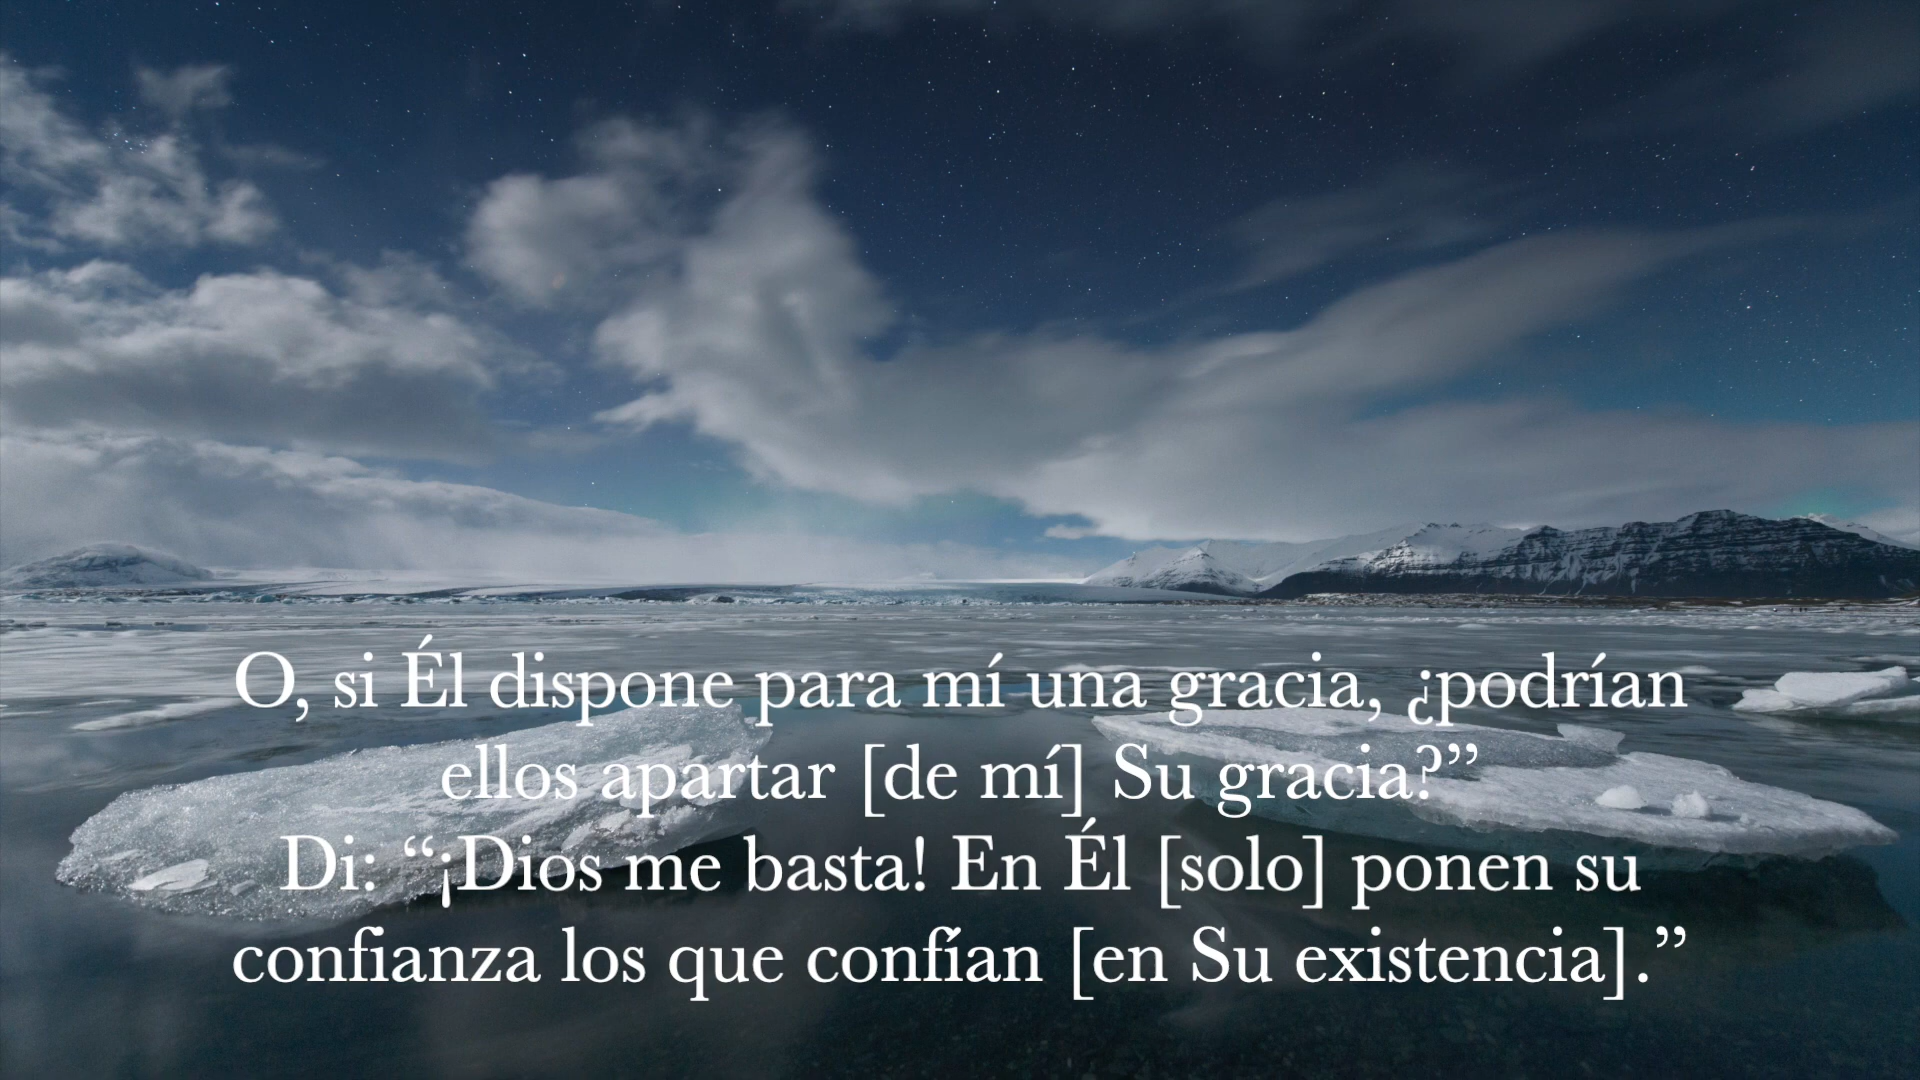 O, si Él dispone para mí una gracia, ¿podrían
ellos apartar [de mí] Su gracia?”
Di: “¡Dios me basta! En Él [solo] ponen su
confianza los que confían [en Su existencia].”